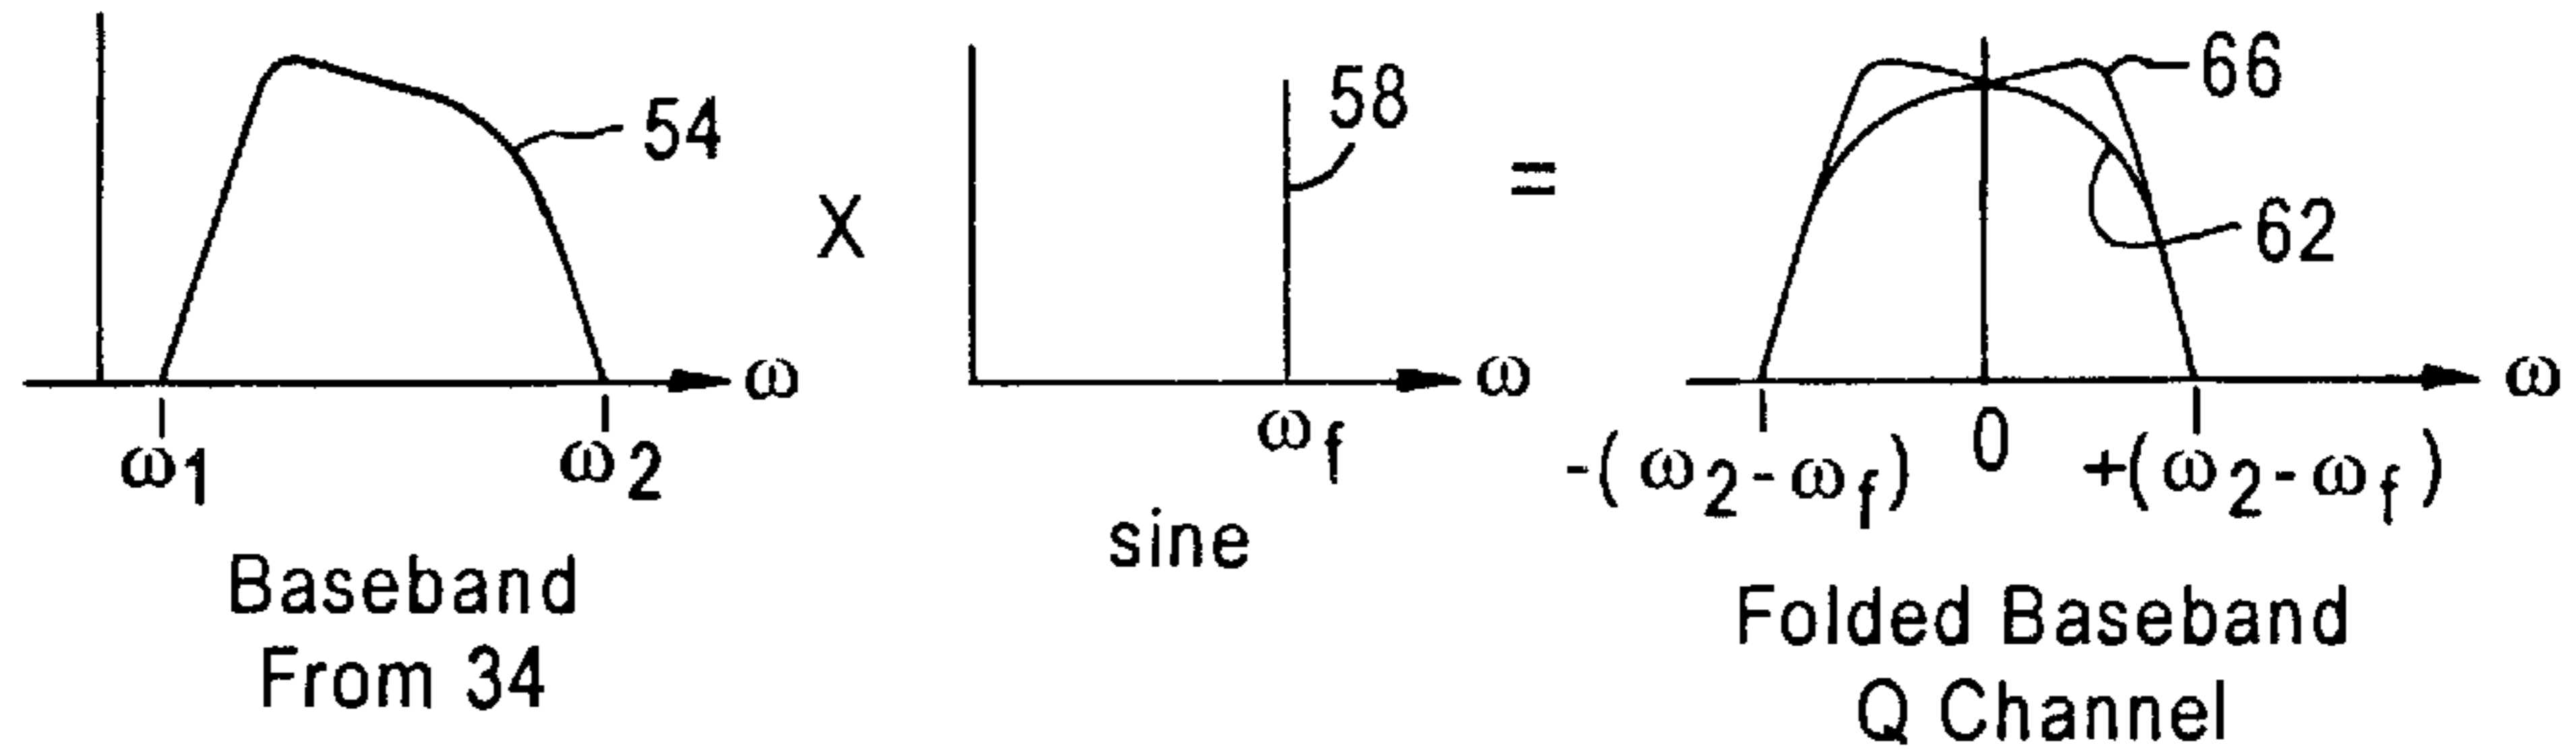 54
X
58
=
66
62
ω
ω
ω
ω1
ω2
ωf
-(ω2-ωf)
0
+(ω2-ωf)
sine
Baseband
From 34
Folded Baseband
Q Channel